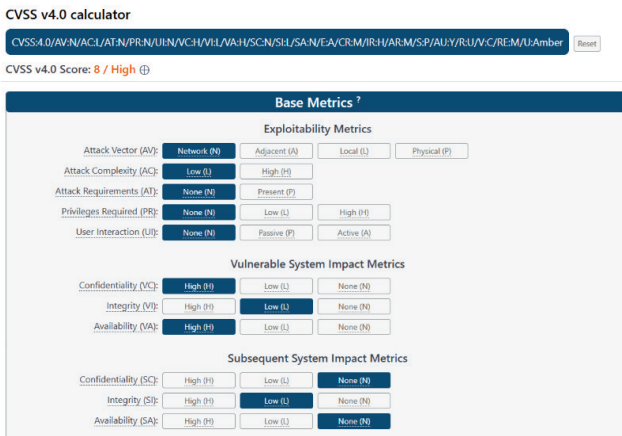 CVSS v4.0 calculator
CVSS:4.0/AV:N/AC:L/AT:N/PR:N/UI:N/VC:H/VI:L/VA:H/SC:N/SI:L/SA:N/E:A/CR:M/IR:H/AR:M/S:P/AU:Y/R:U/V:C/RE:M/U:Amber Reset
CVSS v4.0 Score: 8 / High ⊕
Base Metrics ?
Exploitability Metrics
Attack Vector (AV): Network (N) Adjacent (A) Local (L) Physical (P)
Attack Complexity (AC): Low (L) High (H)
Attack Requirements (AT): None (N) Present (P)
Privileges Required (PR): None (N) Low (L) High (H)
User Interaction (UI): None (N) Passive (P) Active (A)
Vulnerable System Impact Metrics
Confidentiality (VC): High (H) Low (L) None (N)
Integrity (VI): High (H) Low (L) None (N)
Availability (VA): High (H) Low (L) None (N)
Subsequent System Impact Metrics
Confidentiality (SC): High (H) Low (L) None (N)
Integrity (SI): High (H) Low (L) None (N)
Availability (SA): High (H) Low (L) None (N)